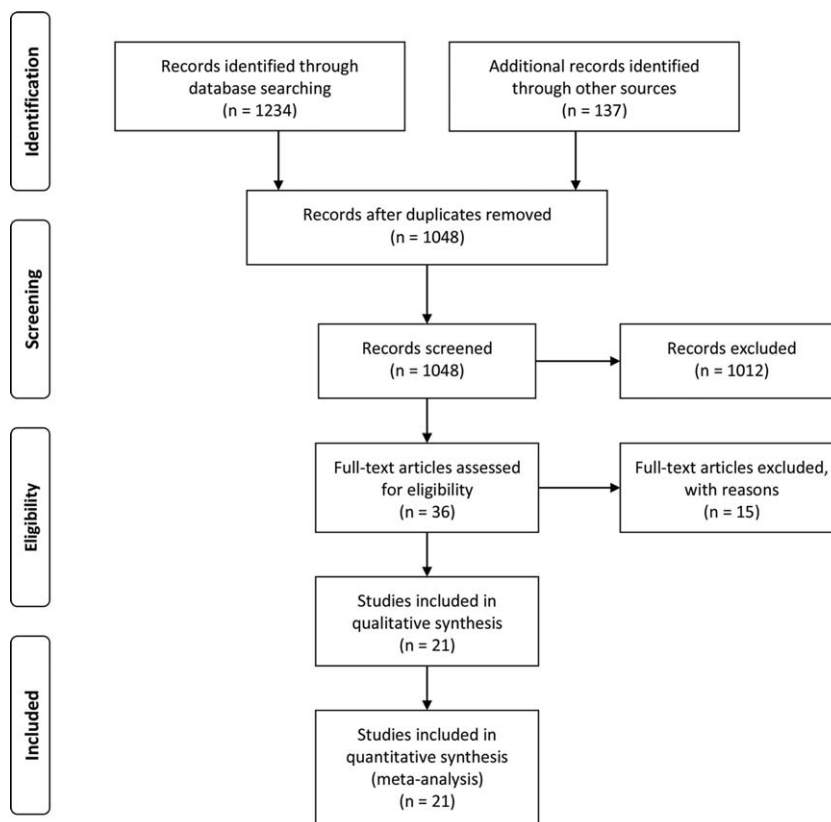 Identification
Records identified through
database searching
(n = 1234)
Additional records identified
through other sources
(n = 137)
Records after duplicates removed
(n = 1048)
Screening
Records screened
(n = 1048)
Records excluded
(n = 1012)
Eligibility
Full-text articles assessed
for eligibility
(n = 36)
Full-text articles excluded,
with reasons
(n = 15)
Studies included in
qualitative synthesis
(n = 21)
Included
Studies included in
quantitative synthesis
(meta-analysis)
(n = 21)